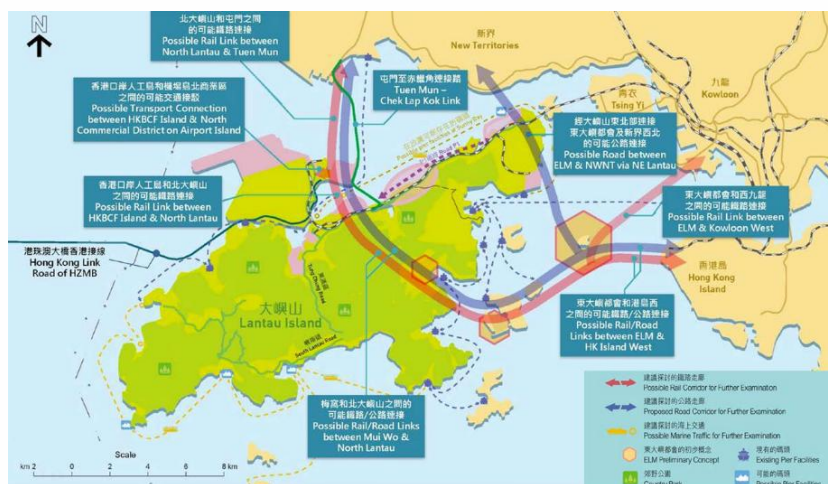 N
北大嶼山和屯門之間
的可能鐵路連接
Possible Rail Link between
North Lantau & Tuen Mun
香港口岸人工島和機場島北商業區
之間的可能交通接駁
Possible Transport Connection
between HKBCF Island & North
Commercial District on Airport Island
香港口岸人工島和北大嶼山
之間的可能鐵路連接
Possible Rail Link between
HKBCF Island & North Lantau
港珠澳大橋香港接線
Hong Kong Link
Road of HZMB
屯門至赤鱲角連接路
Tuen Mun –
Chek Lap Kok Link
新界
New Territories
青衣
Tsing Yi
九龍
Kowloon
經大嶼山東北部連接
東大嶼都會及新界西北
的可能公路連接
Possible Road between
ELM & NWNT via NE Lantau
東大嶼都會和西九龍
之間的可能鐵路連接
Possible Rail Link between
ELM & Kowloon West
香港島
Hong Kong
Island
東大嶼都會和港島西
之間的可能鐵路/公路連接
Possible Rail/Road
Links between ELM &
HK Island West
大嶼山
Lantau Island
Tung Chung Road
South Lantau Road
梅窩和北大嶼山之間的
可能鐵路/公路連接
Possible Rail/Road Links
between Mui Wo &
North Lantau
Scale
km 2 0 2 4 6 8 km
建議探討的鐵路走廊
Possible Rail Corridor for Further Examination
建議探討的公路走廊
Proposed Road Corridor for Further Examination
建議探討的海上交通
Possible Marine Traffic for Further Examination
東大嶼都會的初步概念
ELM Preliminary Concept
現有的碼頭
Existing Pier Facilities
郊野公園
Country Park
可能的碼頭
Possible Pier Facilities